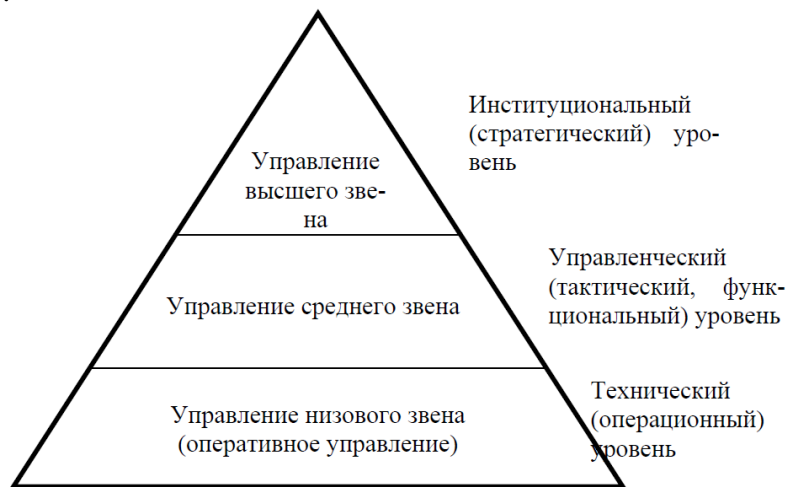 Управление
высшего зве-
на
Институциональный
(стратегический) уро-
вень
Управление среднего звена
Управленческий
(тактический, функ-
циональный) уровень
Управление низового звена
(оперативное управление)
Технический
(операционный)
уровень